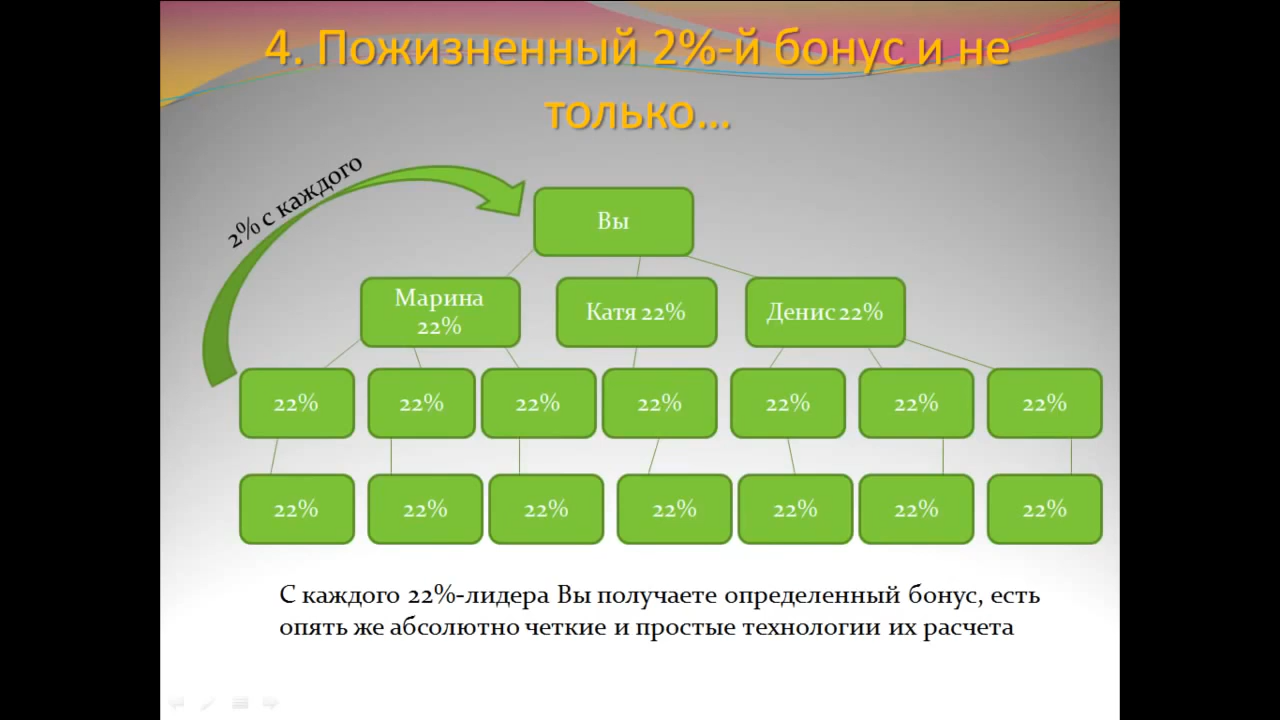 4. Пожизненный 2%-й бонус и не
только...
2% с каждого
Вы
Марина
22%
Катя 22%
Денис 22%
22%
22%
22%
22%
22%
22%
22%
22%
22%
22%
22%
22%
22%
22%
С каждого 22%-лидера Вы получаете определенный бонус, есть
опять же абсолютно четкие и простые технологии их расчета